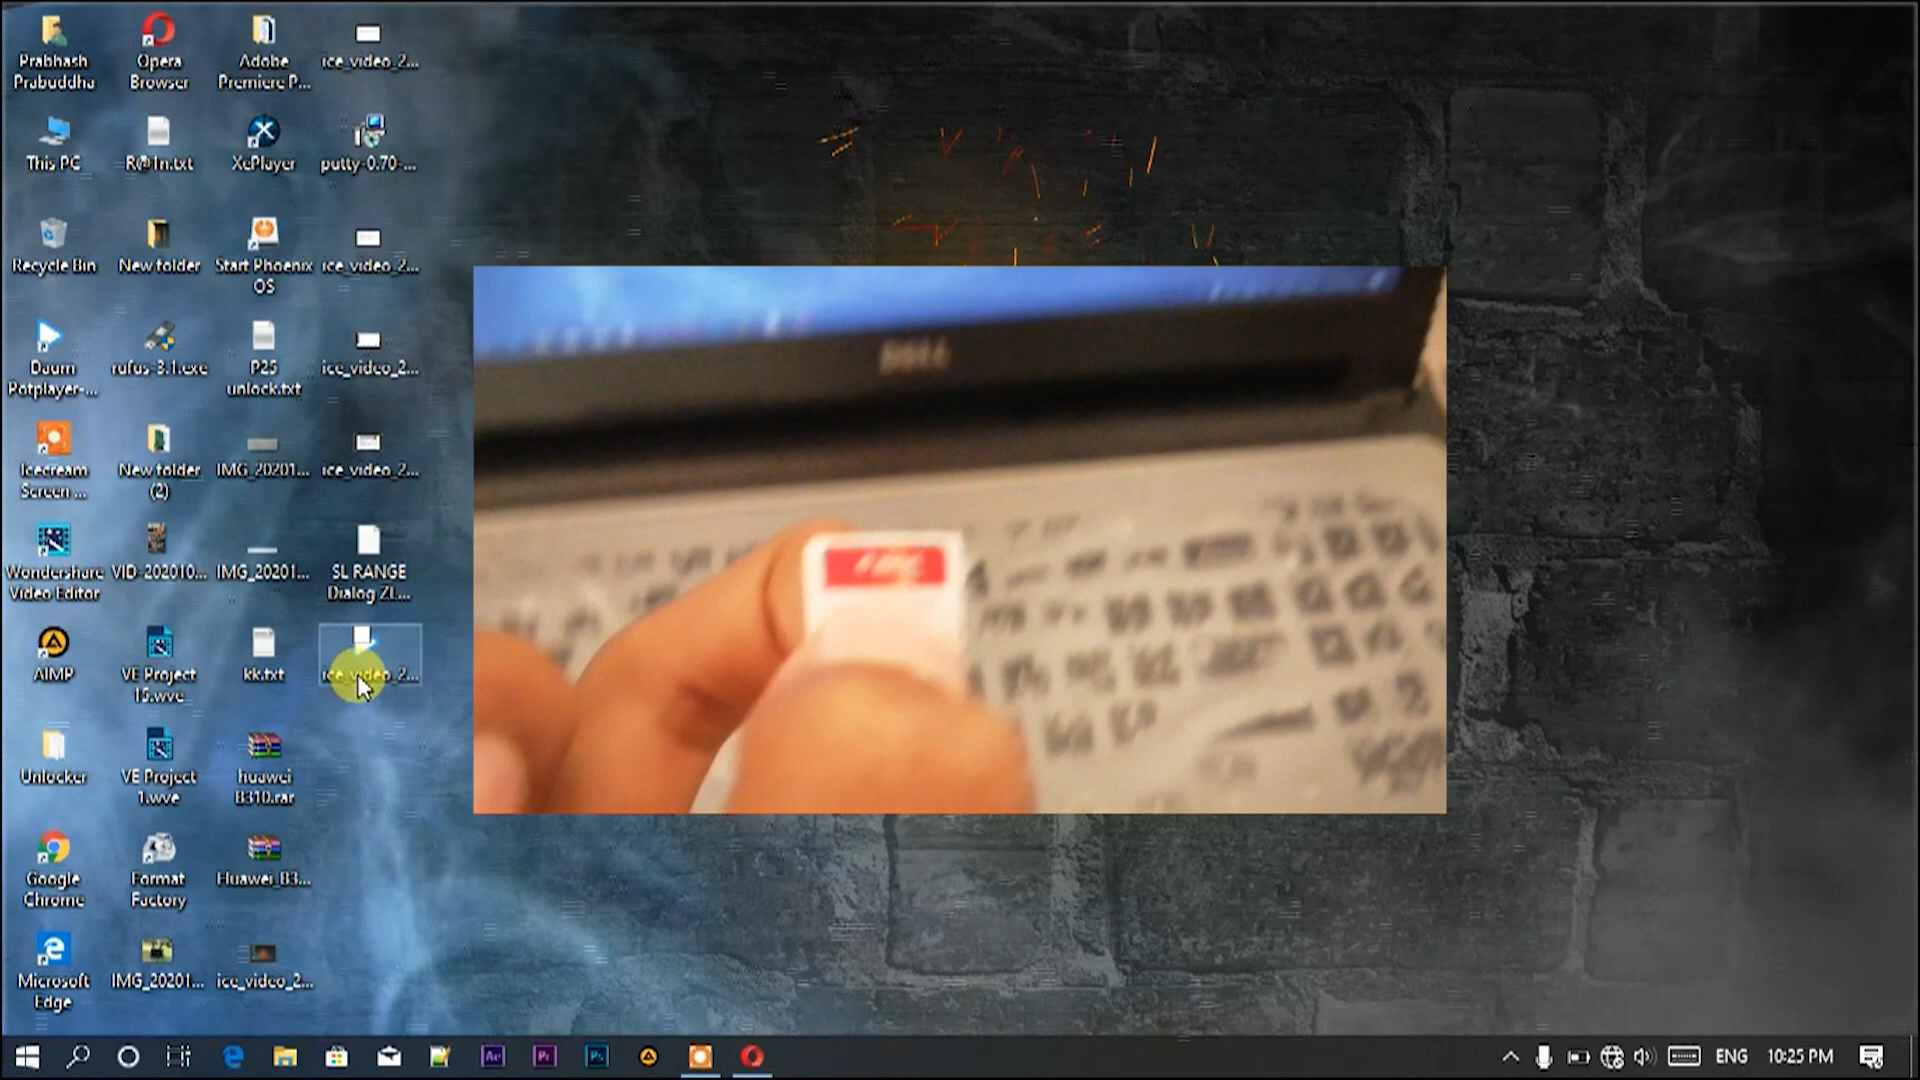 Prabhash
Prabuddha
Opera
Browser
Adobe
Premiere P...
ice_video_2...
This PC
R@1n.txt
XePlayer
putty-0.70-...
Recycle Bin
New folder
Start Phoenix
OS
ice_video_2...
Daum
Potplayer-...
rufus-3.1.exe
P25
unlock.txt
ice_video_2...
Icecream
Screen ...
New folder
(2)
IMG_20201...
ice_video_2...
Wondershare
Video Editor
VID-202010...
IMG_20201...
SL RANGE
Dialog ZL...
AIMP
VE Project
15.wve
kk.txt
ice_video_2...
Unlocker
VE Project
1.wve
huawei
B310.rar
Google
Chrome
Format
Factory
Huawei_B3...
Microsoft
Edge
IMG_20201...
ice_video_2...
DELL
Ae
Pr
Ps
ENG
10:25 PM